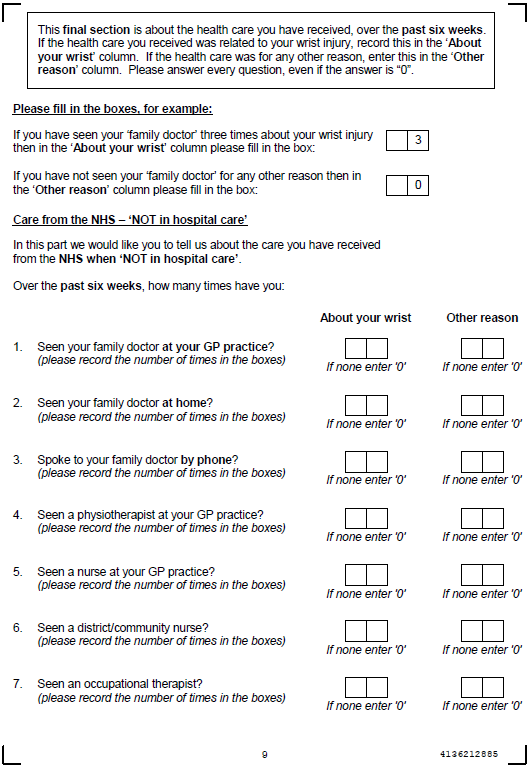 This final section is about the health care you have received, over the past six weeks.
If the health care you received was related to your wrist injury, record this in the ‘About
your wrist’ column. If the health care was for any other reason, enter this in the ‘Other
reason’ column. Please answer every question, even if the answer is “0”.
Please fill in the boxes, for example:
If you have seen your ‘family doctor’ three times about your wrist injury
then in the ‘About your wrist’ column please fill in the box:
3
If you have not seen your ‘family doctor’ for any other reason then in
the ‘Other reason’ column please fill in the box:
0
Care from the NHS – ‘NOT in hospital care’
In this part we would like you to tell us about the care you have received
from the NHS when ‘NOT in hospital care’.
Over the past six weeks, how many times have you:
About your wrist Other reason
1. Seen your family doctor at your GP practice?
(please record the number of times in the boxes)
If none enter '0' If none enter '0'
2. Seen your family doctor at home?
(please record the number of times in the boxes)
If none enter '0' If none enter '0'
3. Spoke to your family doctor by phone?
(please record the number of times in the boxes)
If none enter '0' If none enter '0'
4. Seen a physiotherapist at your GP practice?
(please record the number of times in the boxes)
If none enter '0' If none enter '0'
5. Seen a nurse at your GP practice?
(please record the number of times in the boxes)
If none enter '0' If none enter '0'
6. Seen a district/community nurse?
(please record the number of times in the boxes)
If none enter '0' If none enter '0'
7. Seen an occupational therapist?
(please record the number of times in the boxes)
If none enter '0' If none enter '0'
9 4136212885